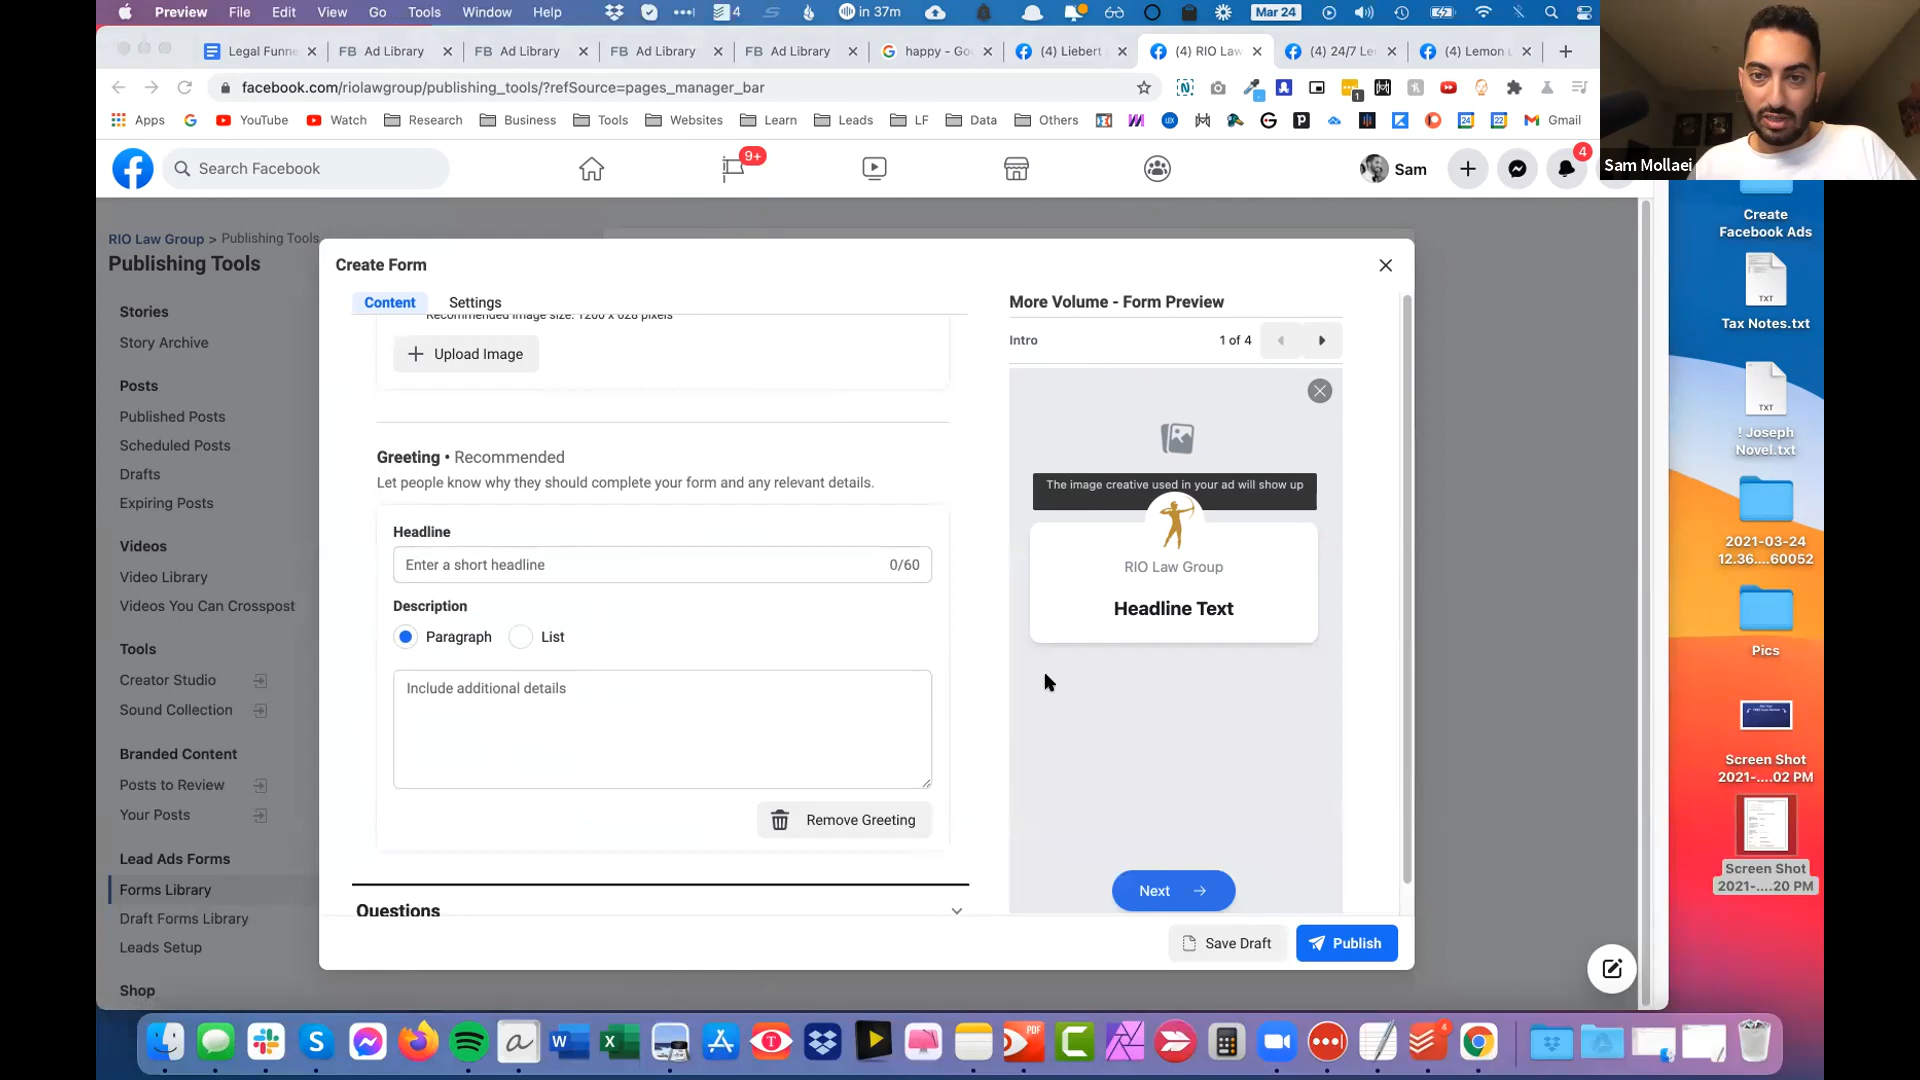 Preview File Edit View Go Tools Window Help 4 in 37m Mar 24
Legal Funne Ad Library Ad Library Ad Library Ad Library happy - Go (4) Liebert (4) RIO Law (4) 24/7 Le (4) Lemon
facebook.com/riolawgroup/publishing_tools/?refSource=pages_manager_bar
Apps YouTube Watch Research Business Tools Websites Learn Leads LF Data Others Gmail
Search Facebook
9+
Sam
4
Sam Mollaei
RIO Law Group > Publishing Tools
Publishing Tools
Stories
Story Archive
Posts
Published Posts
Scheduled Posts
Drafts
Expiring Posts
Videos
Video Library
Videos You Can Crosspost
Tools
Creator Studio
Sound Collection
Branded Content
Posts to Review
Your Posts
Lead Ads Forms
Forms Library
Draft Forms Library
Leads Setup
Shop
Create Form
Content Settings
Recommended image size: 1200 x 628 pixels
Upload Image
Greeting • Recommended
Let people know why they should complete your form and any relevant details.
Headline
Enter a short headline 0/60
Description
Paragraph List
Include additional details
Remove Greeting
Questions
More Volume - Form Preview
Intro 1 of 4
The image creative used in your ad will show up
RIO Law Group
Headline Text
Next
Save Draft Publish
Create
Facebook Ads
TXT
Tax Notes.txt
TXT
! Joseph
Novel.txt
2021-03-24
12.36....60052
Pics
Screen Shot
2021-....02 PM
Screen Shot
2021-....20 PM